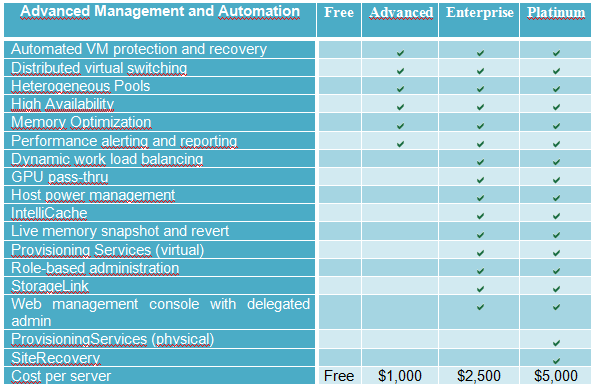 Advanced Management and Automation Free Advanced Enterprise Platinum
Automated VM protection and recovery ✓ ✓ ✓
Distributed virtual switching ✓ ✓ ✓
Heterogeneous Pools ✓ ✓ ✓
High Availability ✓ ✓ ✓
Memory Optimization ✓ ✓ ✓
Performance alerting and reporting ✓ ✓ ✓
Dynamic work load balancing ✓ ✓
GPU pass-thru ✓ ✓
Host power management ✓ ✓
IntelliCache ✓ ✓
Live memory snapshot and revert ✓ ✓
Provisioning Services (virtual) ✓ ✓
Role-based administration ✓ ✓
StorageLink ✓ ✓
Web management console with delegated ✓ ✓
admin
ProvisioningServices (physical) ✓
SiteRecovery ✓
Cost per server Free $1,000 $2,500 $5,000